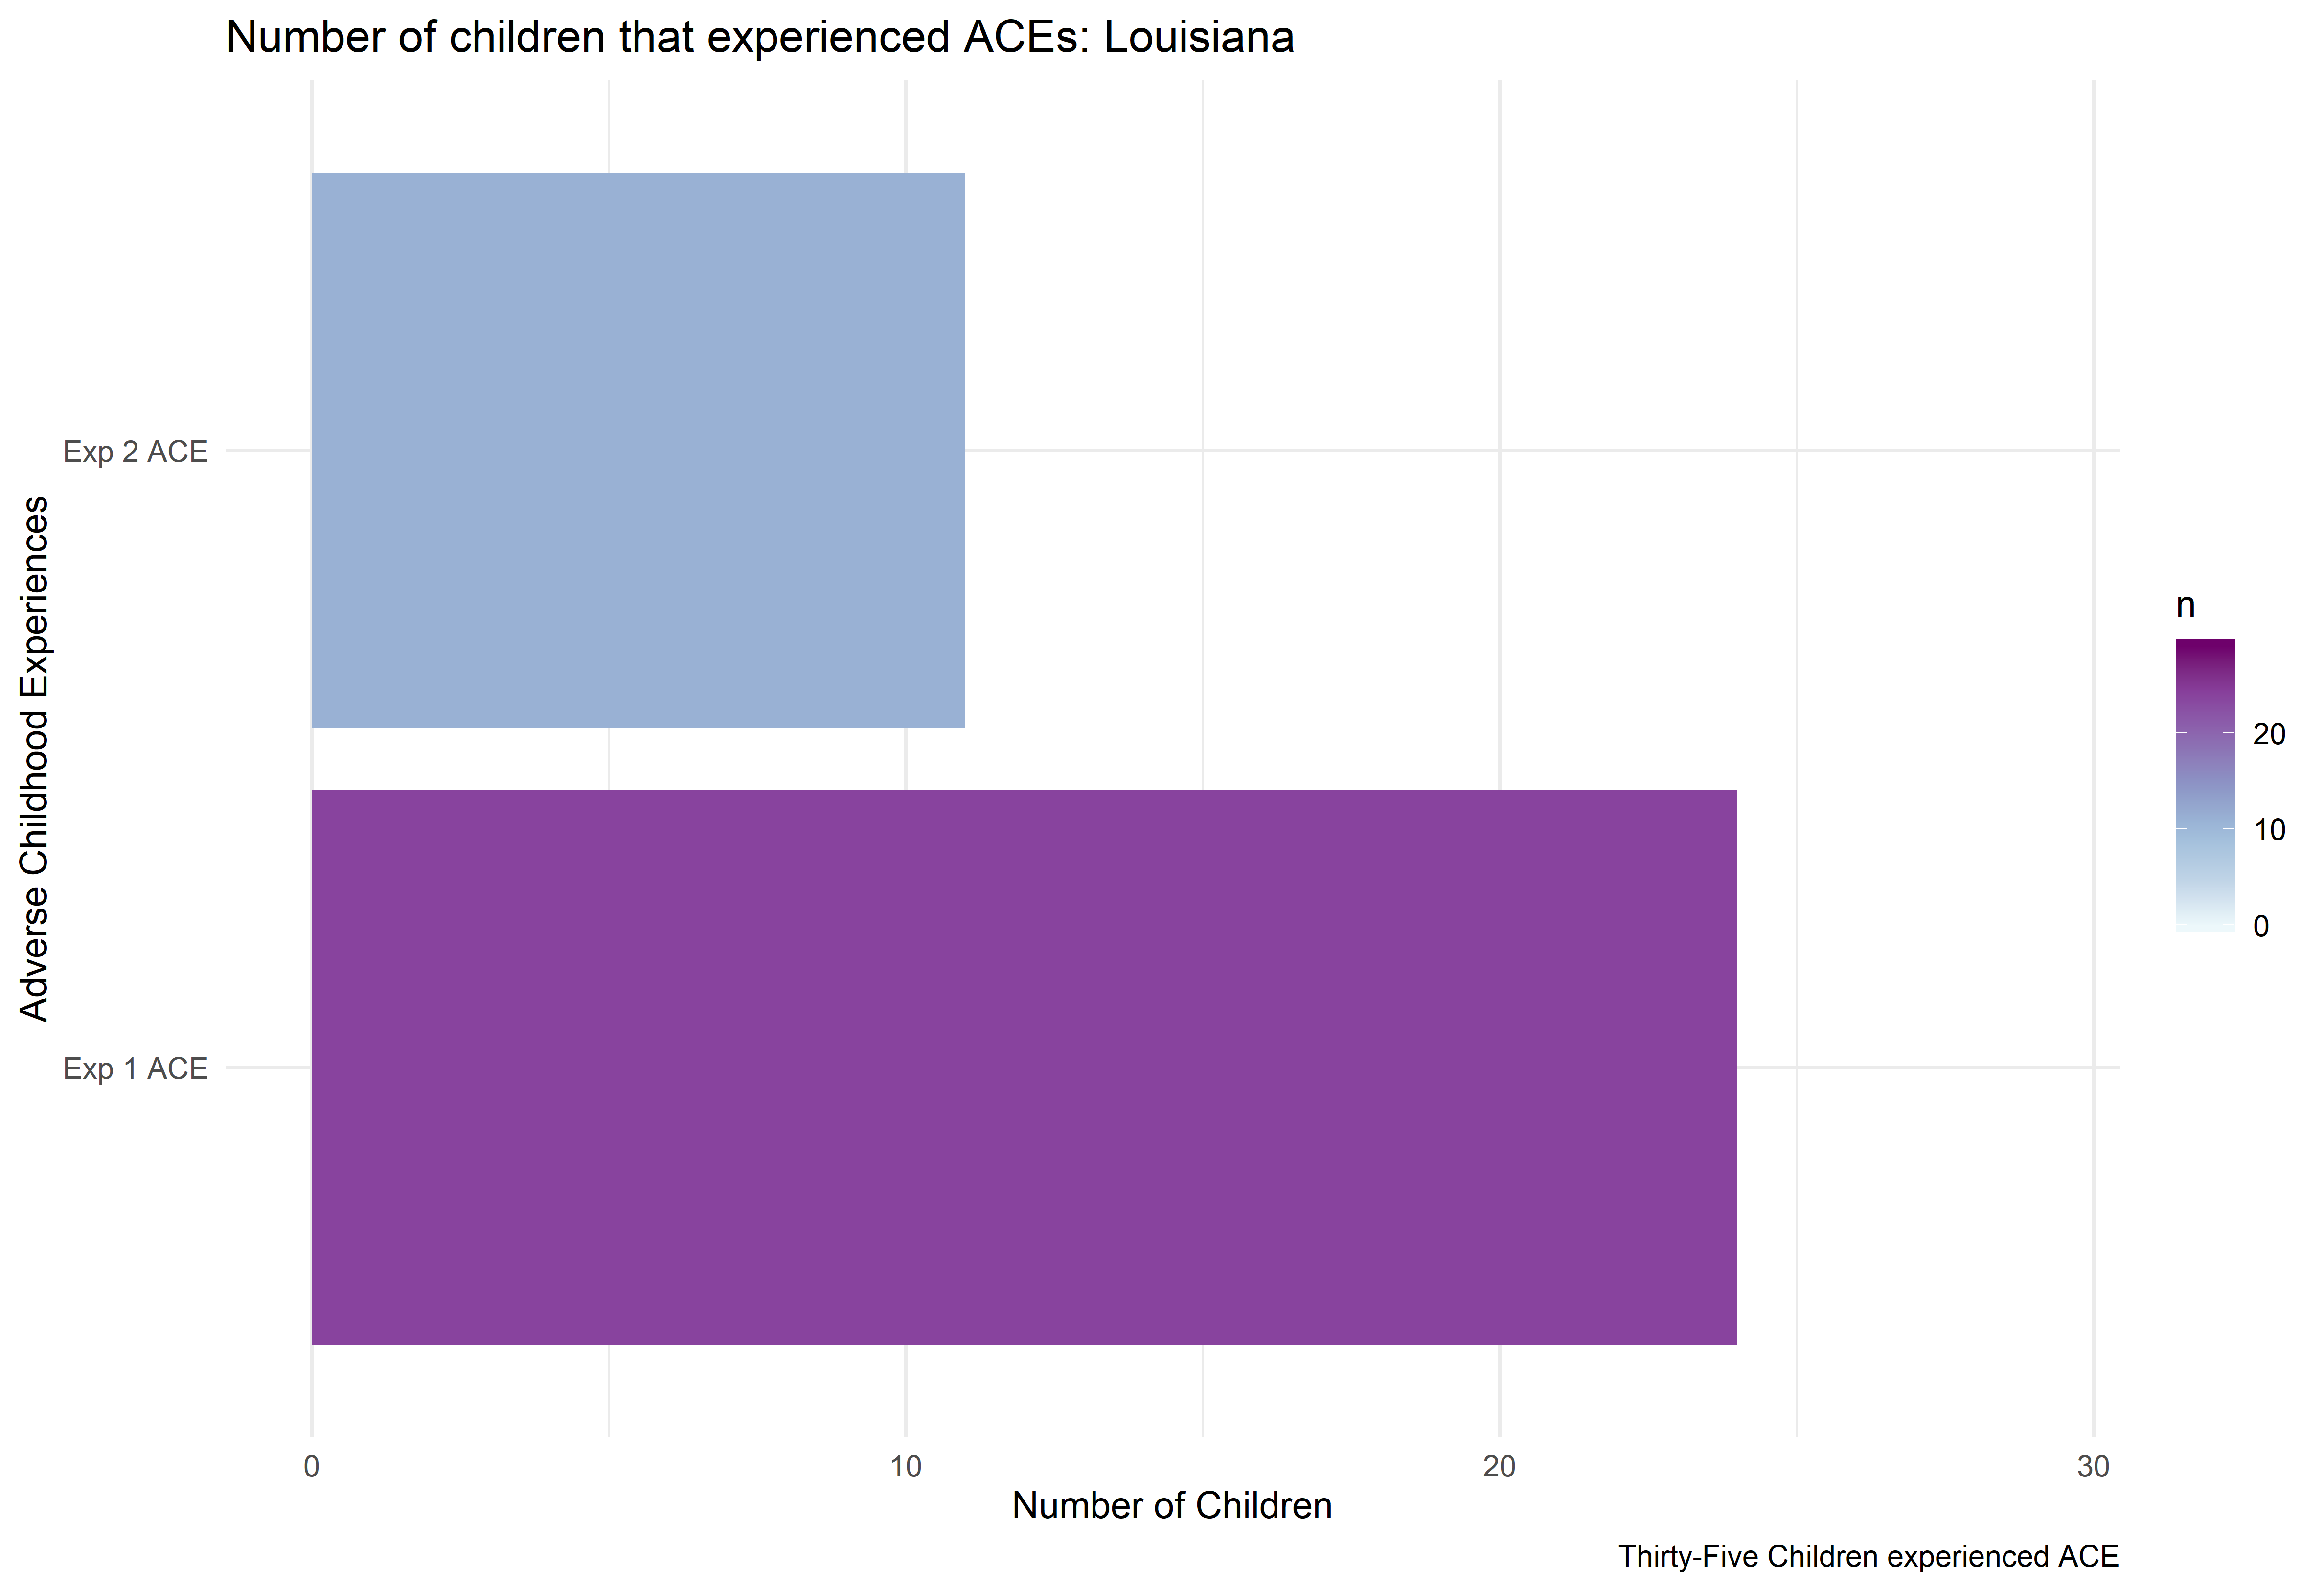 Number of children that experienced ACEs: Louisiana
Adverse Childhood Experiences
Exp 2 ACE
Exp 1 ACE
0
10
20
30
Number of Children
Thirty-Five Children experienced ACE
n
20
10
0